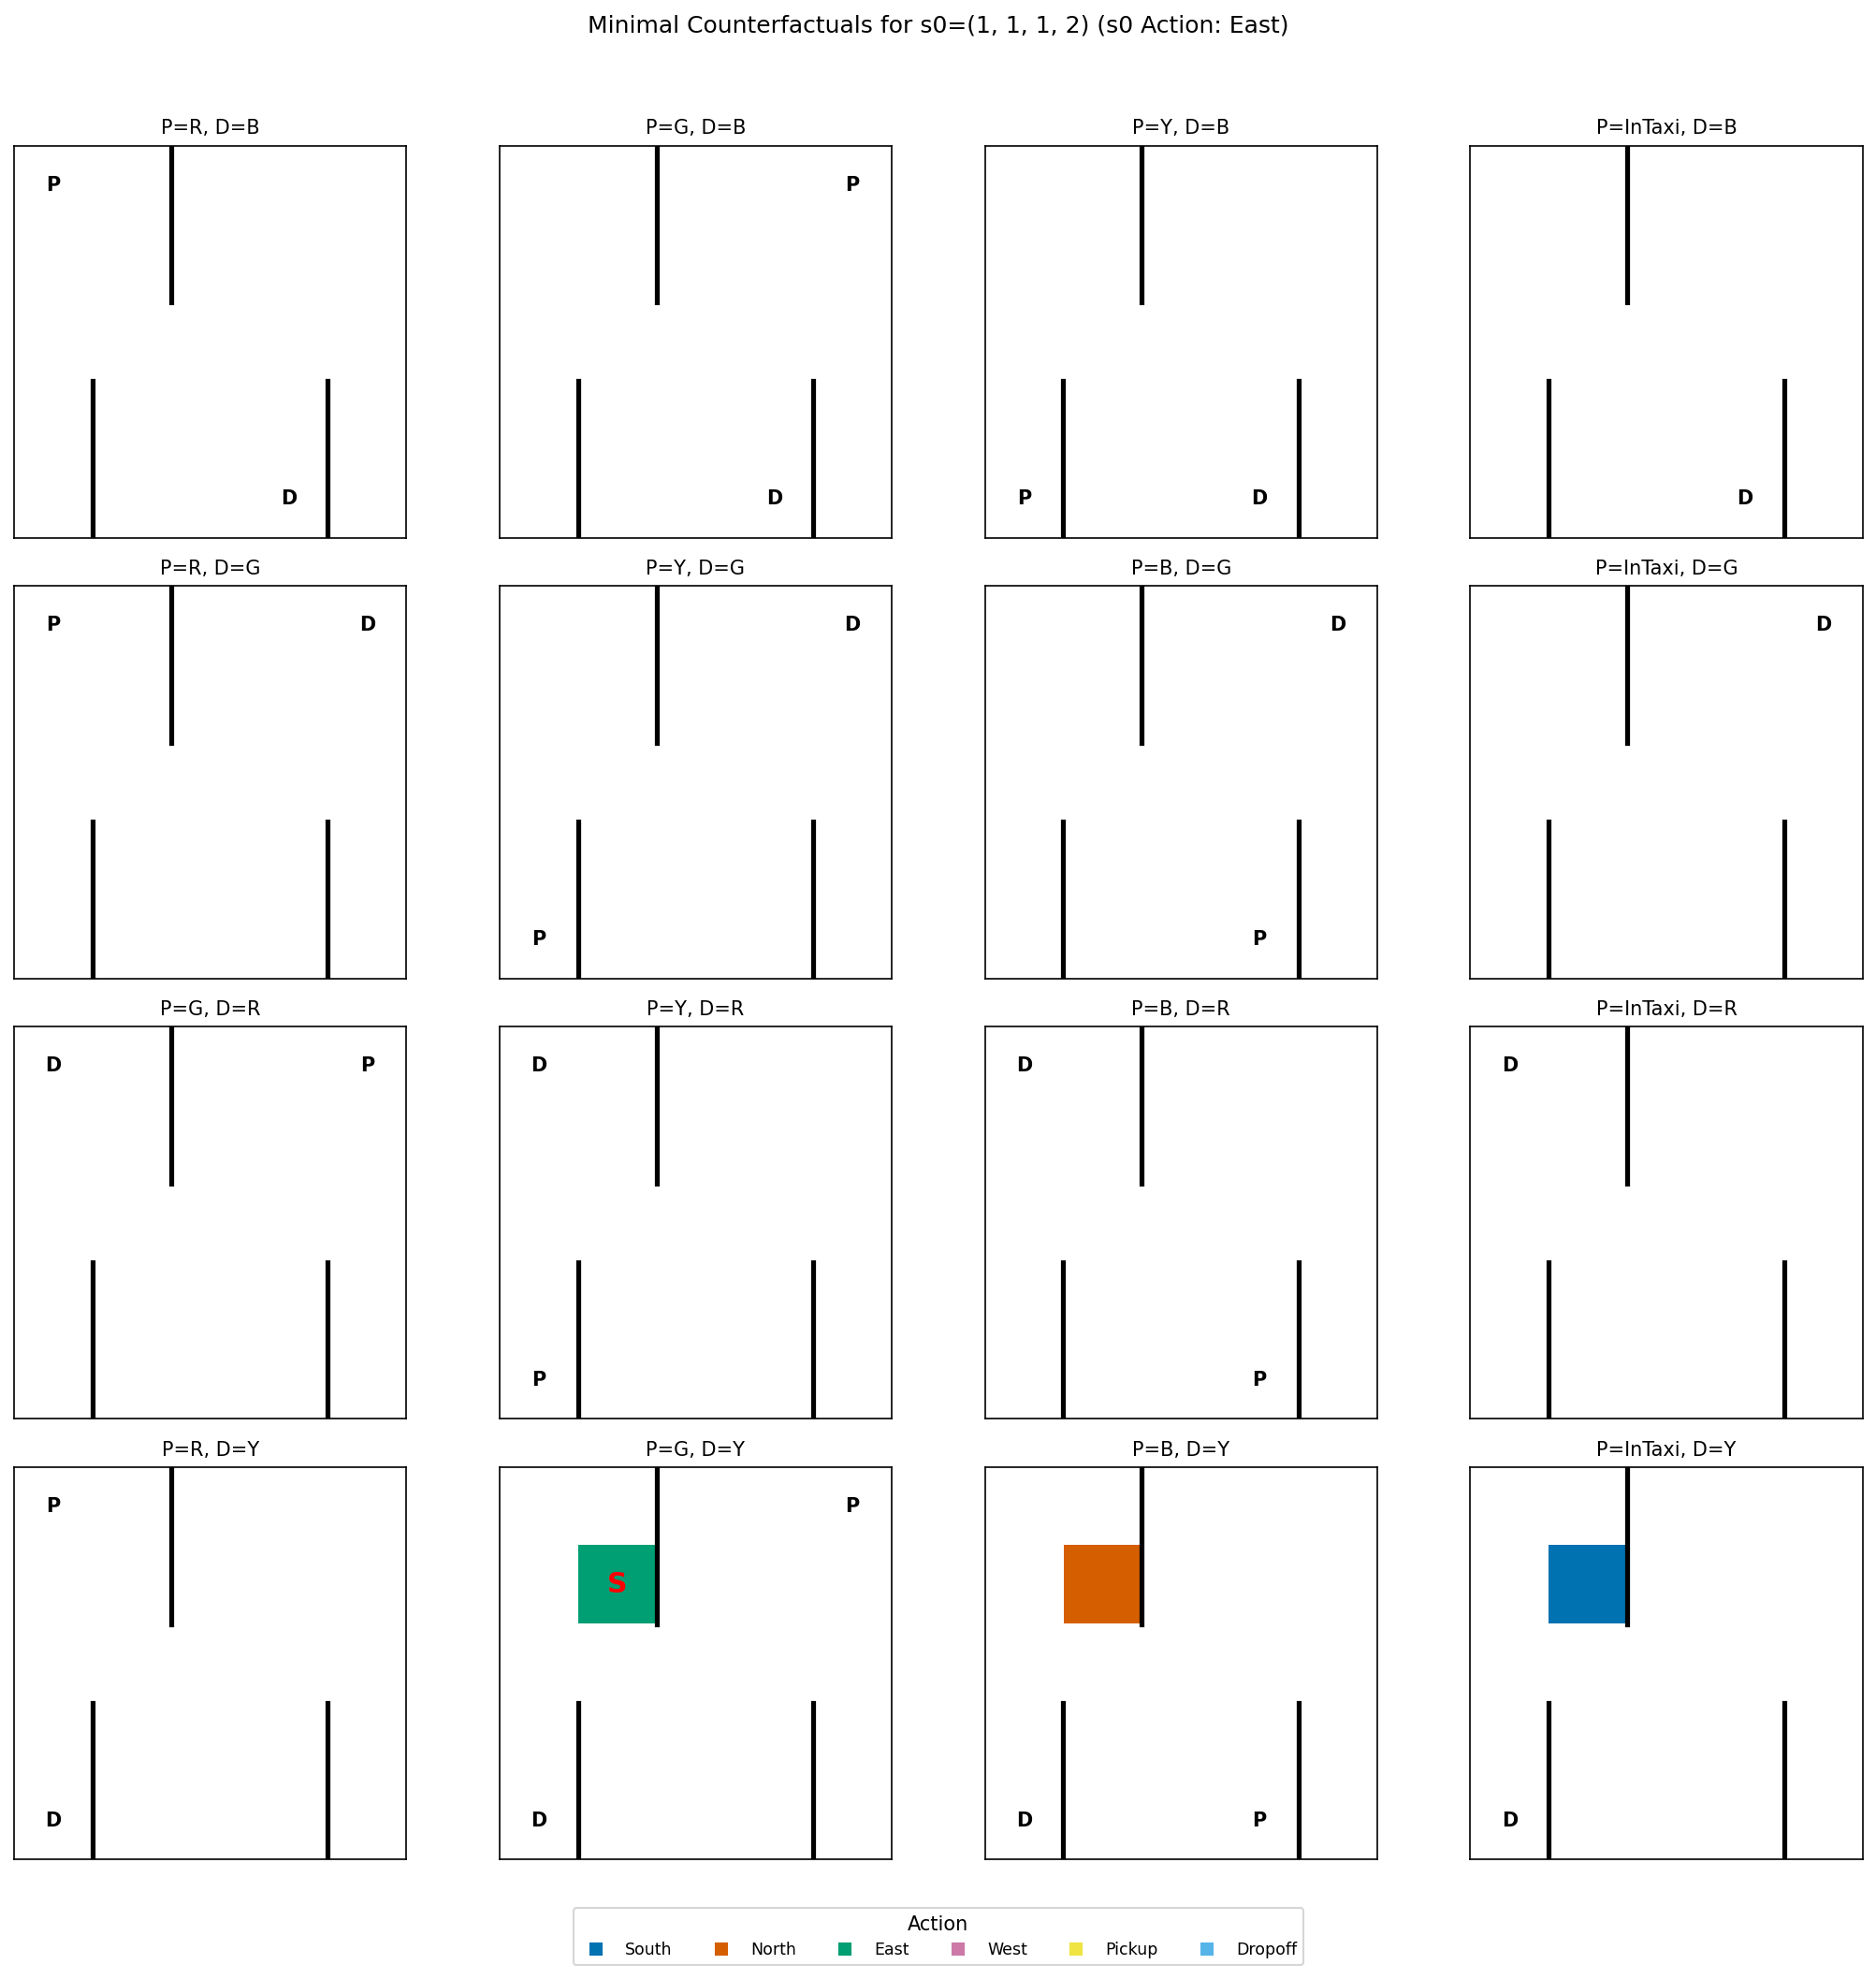 Minimal Counterfactuals for s0=(1, 1, 1, 2) (s0 Action: East)
P=R, D=B
P=G, D=B
P=Y, D=B
P=InTaxi, D=B
P
P
D
D
P
D
D
P=R, D=G
P=Y, D=G
P=B, D=G
P=InTaxi, D=G
P
D
D
D
D
P
P
P=G, D=R
P=Y, D=R
P=B, D=R
P=InTaxi, D=R
D
P
D
D
D
P
P
P=R, D=Y
P=G, D=Y
P=B, D=Y
P=InTaxi, D=Y
P
P
S
D
D
D
P
D
Action
South
North
East
West
Pickup
Dropoff